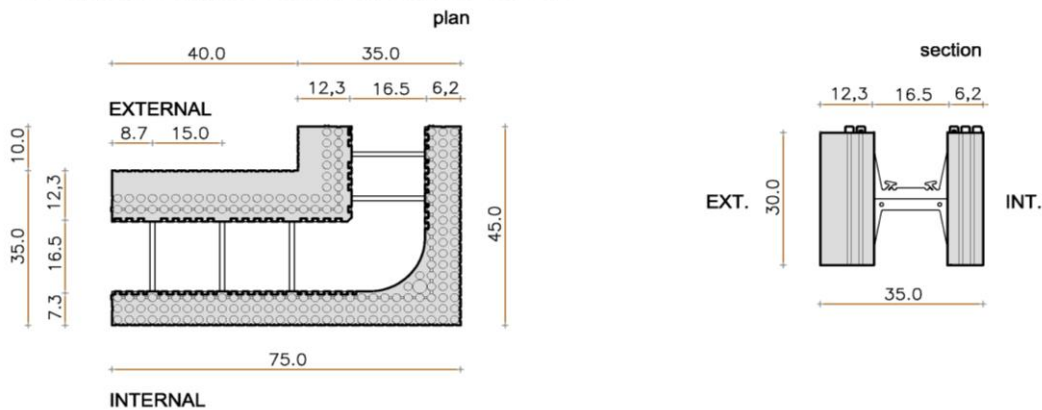 plan
40.0 35.0
12,3 16.5 6,2
EXTERNAL
8.7 15.0
10.0
35.0
12,3
16.5
7.3
45.0
75.0
INTERNAL
section
12,3 16.5 6,2
EXT.
30.0
INT.
35.0